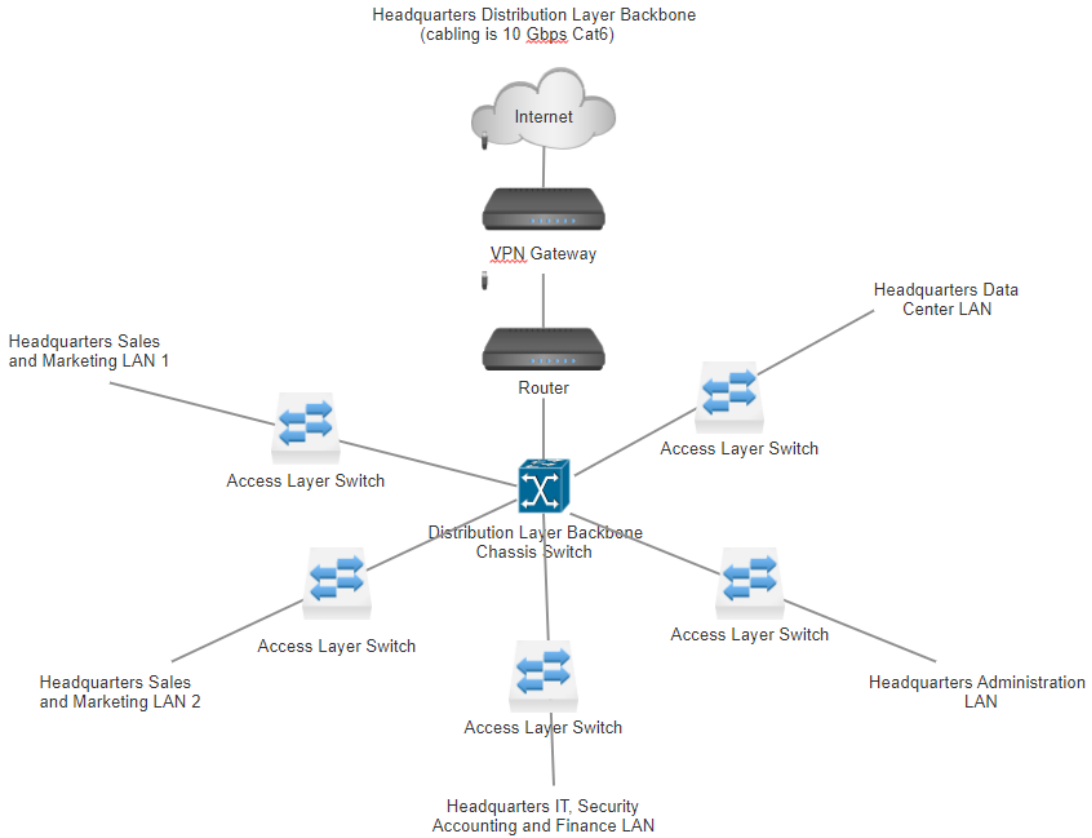 Headquarters Distribution Layer Backbone
(cabling is 10 Gbps Cat6)
Internet
VPN Gateway
Headquarters Data
Center LAN
Headquarters Sales
and Marketing LAN 1
Router
Access Layer Switch
Access Layer Switch
Distribution Layer Backbone
Chassis Switch
Access Layer Switch
Access Layer Switch
Headquarters Sales
and Marketing LAN 2
Headquarters Administration
LAN
Access Layer Switch
Headquarters IT, Security
Accounting and Finance LAN